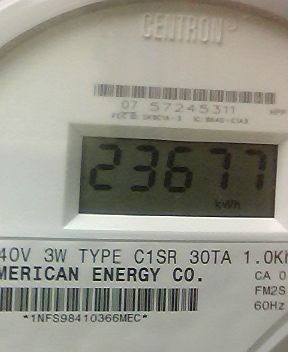 CENTRON®
07 57245311
23677
kWh
40V 3W TYPE C1SR 30TA 1.0Kh
MERICAN ENERGY CO.
CA 0
FM2S
60Hz
*1NFS98410366MEC*